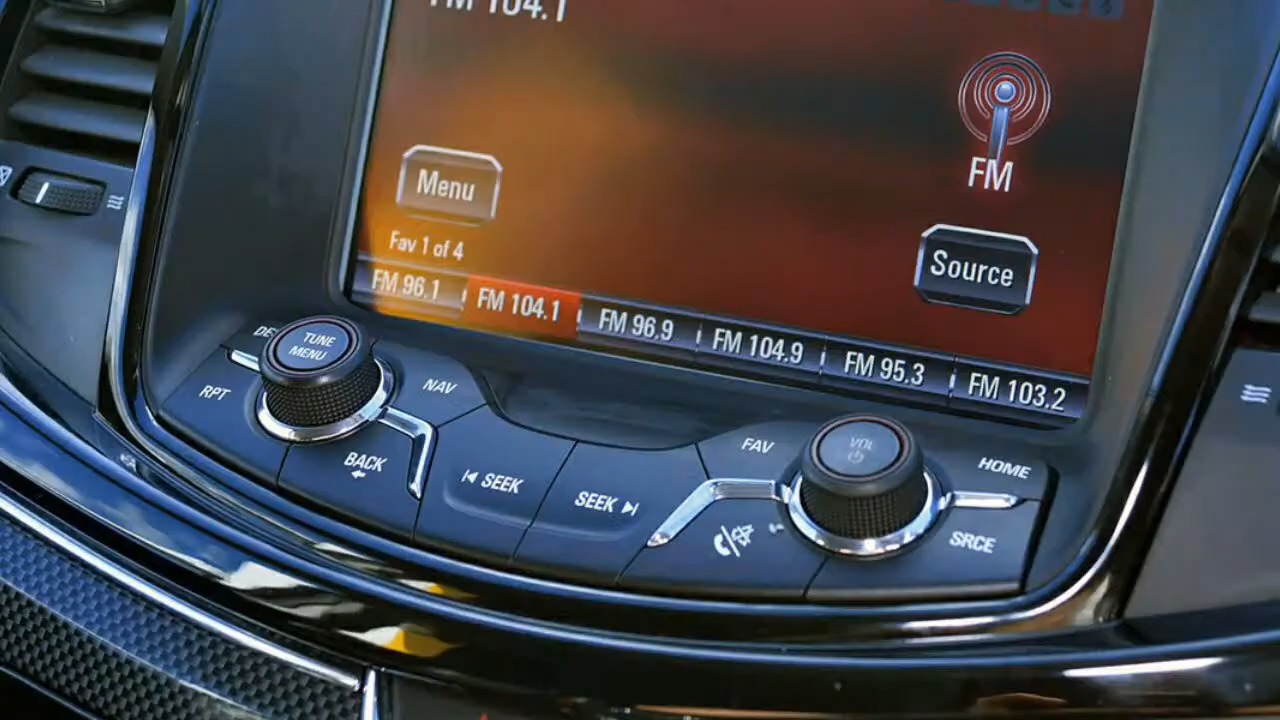 FM 104.1
FM
Menu
Source
Fav 1 of 4
FM 96.1
FM 104.1
FM 96.9
FM 104.9
FM 95.3
FM 103.2
TUNE
MENU
RPT
NAV
BACK
SEEK
SEEK
FAV
VOL
HOME
SRCE